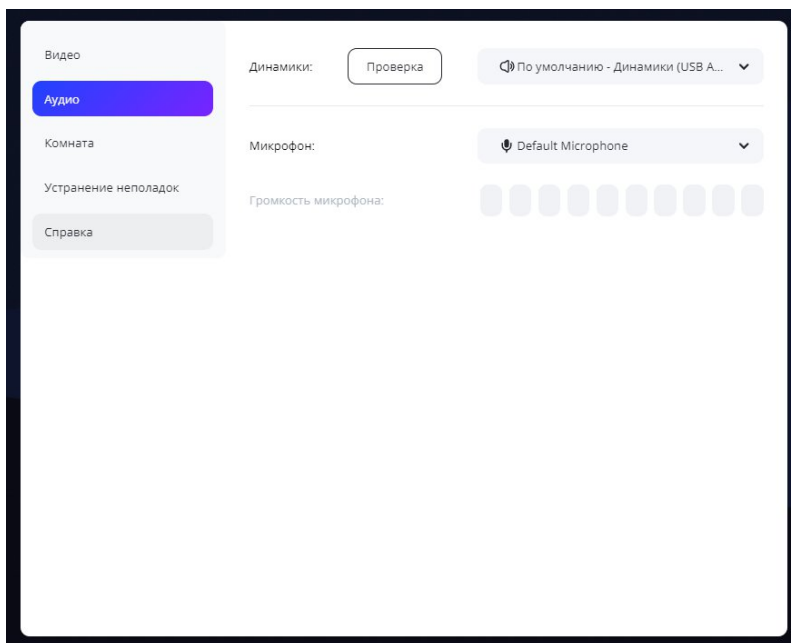 Видео
Аудио
Комната
Устранение неполадок
Справка
Динамики:
Проверка
По умолчанию - Динамики (USB A...
Микрофон:
Default Microphone
Громкость микрофона: